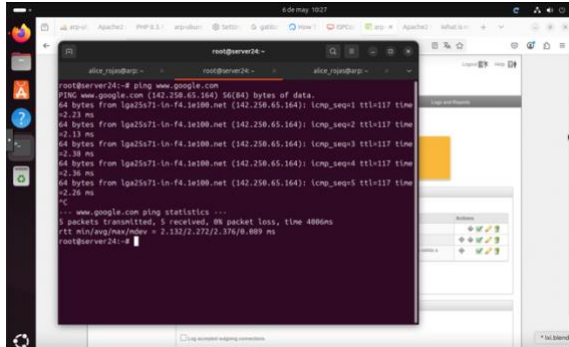 6 de may 10:27
Apache2
root@server24: ~
alice_rojas@arp: ~
root@server24: ~
alice_rojas@arp: ~
root@server24:~# ping www.google.com
PING www.google.com (142.250.65.164) 56(84) bytes of data.
64 bytes from lga25s71-in-f4.1e100.net (142.250.65.164): icmp_seq=1 ttl=117 time
=2.23 ms
64 bytes from lga25s71-in-f4.1e100.net (142.250.65.164): icmp_seq=2 ttl=117 time
=2.13 ms
64 bytes from lga25s71-in-f4.1e100.net (142.250.65.164): icmp_seq=3 ttl=117 time
=2.38 ms
64 bytes from lga25s71-in-f4.1e100.net (142.250.65.164): icmp_seq=4 ttl=117 time
=2.36 ms
64 bytes from lga25s71-in-f4.1e100.net (142.250.65.164): icmp_seq=5 ttl=117 time
=2.26 ms
^C
--- www.google.com ping statistics ---
5 packets transmitted, 5 received, 0% packet loss, time 4006ms
rtt min/avg/max/mdev = 2.132/2.272/2.376/0.089 ms
root@server24:~#
Logs and Reports
Actions
Log accepted outgoing connections